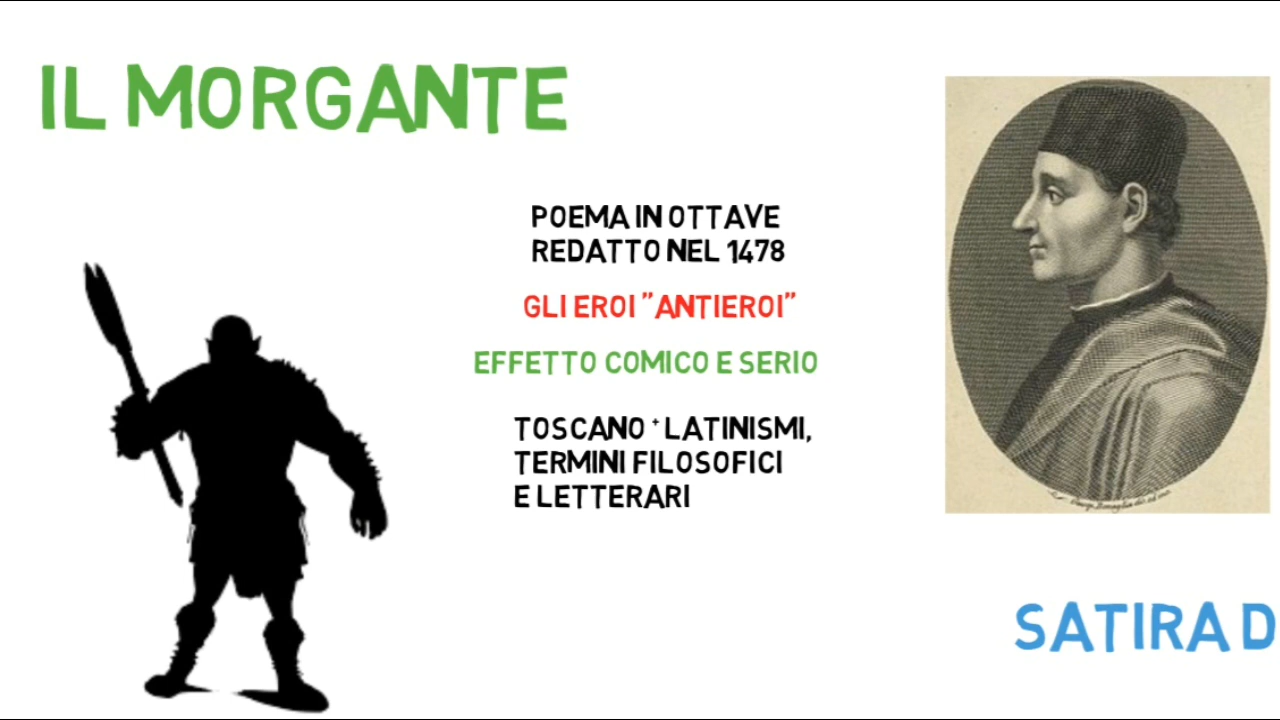 IL MORGANTE
POEMA IN OTTAVE
REDATTO NEL 1478
GLI EROI "ANTIEROI"
EFFETTO COMICO E SERIO
TOSCANO + LATINISMI,
TERMINI FILOSOFICI
E LETTERARI
SATIRA D